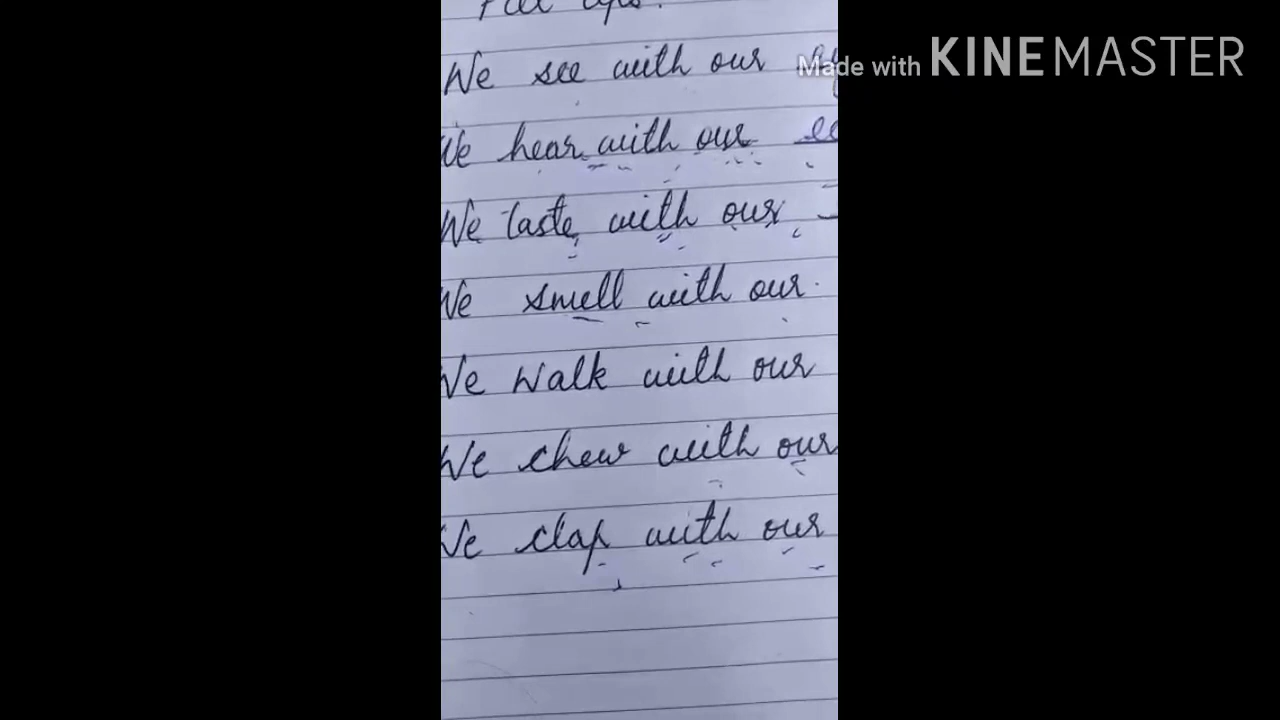 We see with our
Made with KINEMASTER
We hear with our
We taste with our
We smell with our
We walk with our
We chew with our
We clap with our